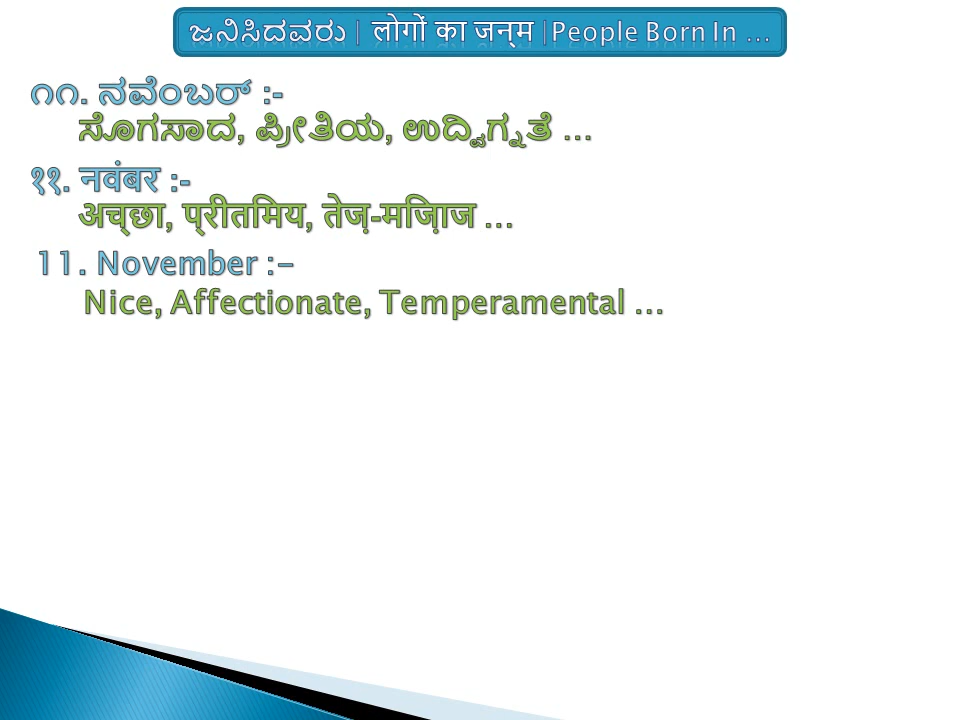 ಜನಿಸಿದವರು | लोगों का जन्म |People Born In ...
೧೧. ನವೆಂಬರ್ :-
ಸೊಗಸಾದ, ಪ್ರೀತಿಯ, ಉದ್ವಿಗ್ನತೆ ...
११. नवंबर :-
अच्छा, प्रीतमिय, तेज़-मजिा़ज ...
11. November :-
Nice, Affectionate, Temperamental ...